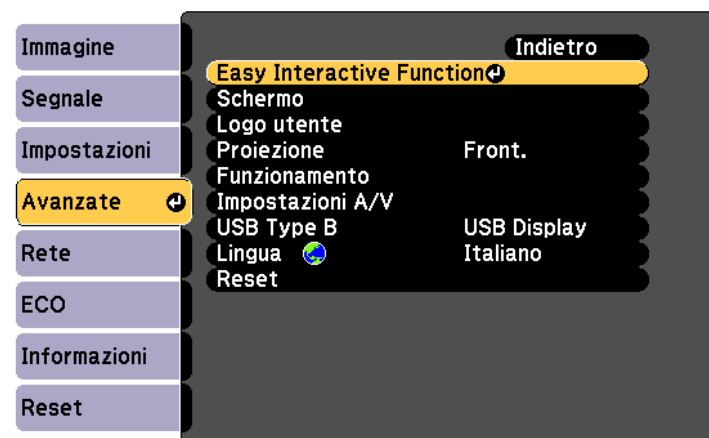 Immagine
Segnale
Impostazioni
Avanzate
Rete
ECO
Informazioni
Reset
Indietro
Easy Interactive Function
Schermo
Logo utente
Proiezione Front.
Funzionamento
Impostazioni A/V
USB Type B USB Display
Lingua Italiano
Reset